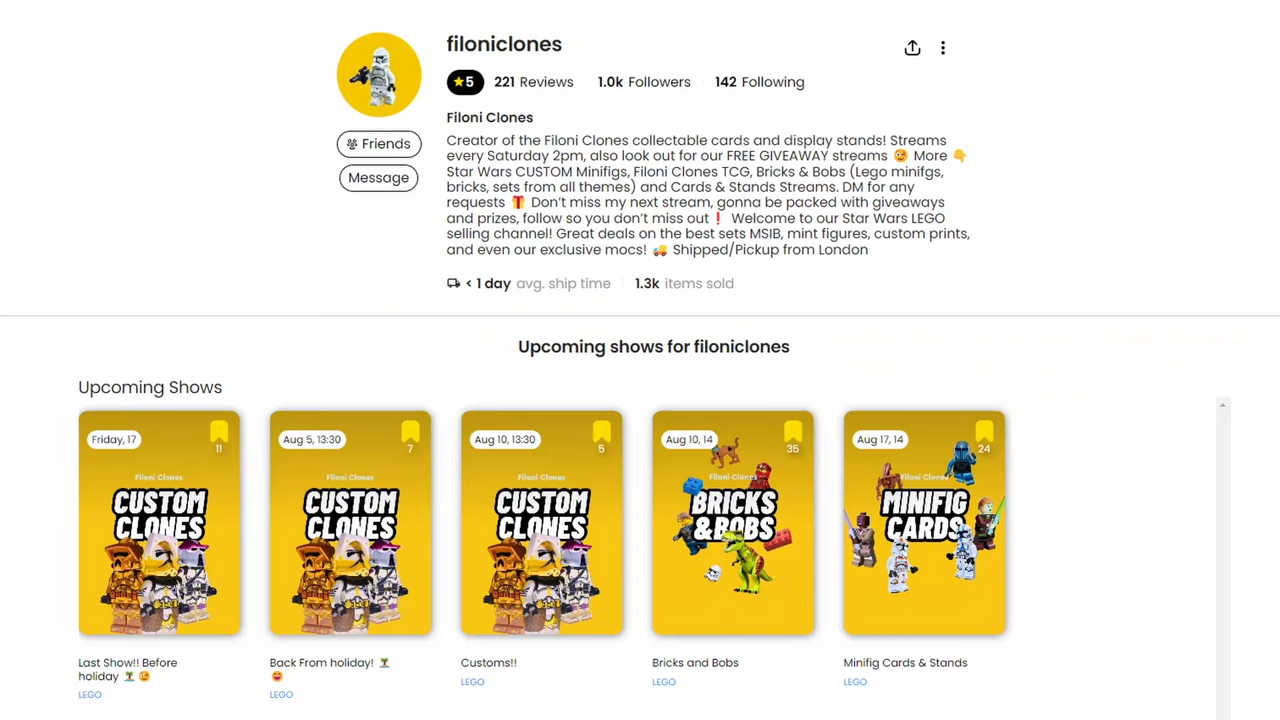 filoniclones
5 221 Reviews 1.0k Followers 142 Following
Filoni Clones
Friends
Message
Creator of the Filoni Clones collectable cards and display stands! Streams
every Saturday 2pm, also look out for our FREE GIVEAWAY streams 😉 More 👇
Star Wars CUSTOM Minifigs, Filoni Clones TCG, Bricks & Bobs (Lego minifgs,
bricks, sets from all themes) and Cards & Stands Streams. DM for any
requests 🎁 Don't miss my next stream, gonna be packed with giveaways
and prizes, follow so you don't miss out❗ Welcome to our Star Wars LEGO
selling channel! Great deals on the best sets MSIB, mint figures, custom prints,
and even our exclusive mocs! 🚚 Shipped/Pickup from London
< 1 day avg. ship time 1.3k items sold
Upcoming shows for filoniclones
Upcoming Shows
Friday, 17
11
Filoni Clones
CUSTOM
CLONES
Last Show!! Before
holiday 🏝️ 😉
LEGO
Aug 5, 13:30
7
Filoni Clones
CUSTOM
CLONES
Back From holiday! 🏝️
😄
LEGO
Aug 10, 13:30
5
Filoni Clones
CUSTOM
CLONES
Customs!!
LEGO
Aug 10, 14
35
Filoni Clones
BRICKS
&BOBS
Bricks and Bobs
LEGO
Aug 17, 14
24
Filoni Clones
MINIFIG
CARDS
Minifig Cards & Stands
LEGO